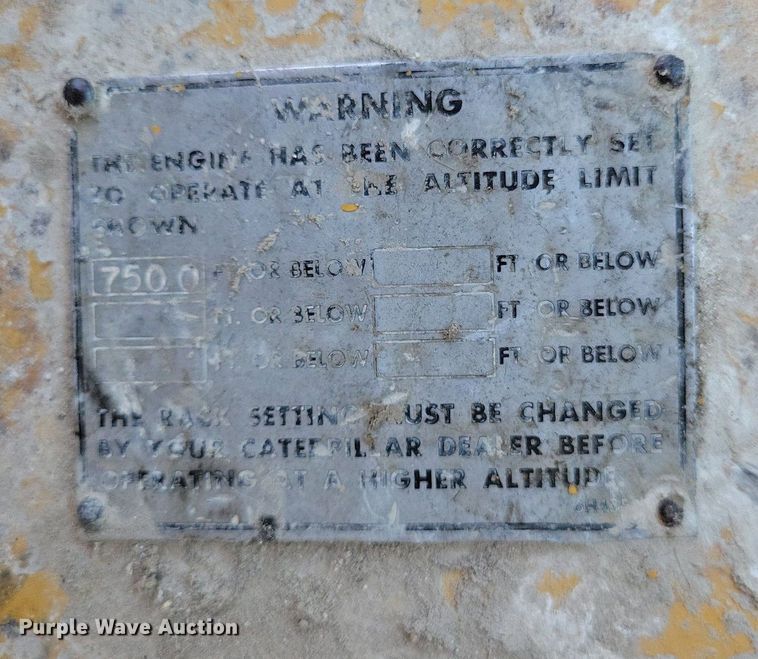 WARNING
THE ENGINE HAS BEEN CORRECTLY SET
TO OPERATE AT THE ALTITUDE LIMIT
SHOWN
7500 FT. OR BELOW FT. OR BELOW
FT. OR BELOW FT. OR BELOW
FT. OR BELOW FT. OR BELOW
THE RACK SETTING MUST BE CHANGED
BY YOUR CATERPILLAR DEALER BEFORE
OPERATING AT A HIGHER ALTITUDE
Purple Wave Auction